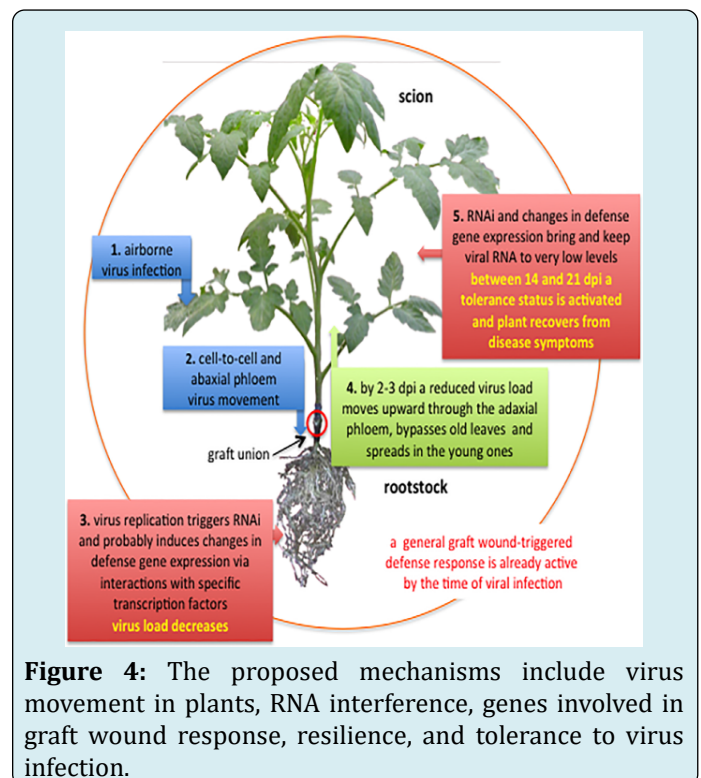 scion
1. airborne
virus infection
2. cell-to-cell and
abaxial phloem
virus movement
graft union
3. virus replication triggers RNAi
and probably induces changes in
defense gene expression via
interactions with specific
transcription factors
virus load decreases
4. by 2-3 dpi a reduced virus load
moves upward through the adaxial
phloem, bypasses old leaves and
spreads in the young ones
5. RNAi and changes in defense
gene expression bring and keep
viral RNA to very low levels
between 14 and 21 dpi a
tolerance status is activated
and plant recovers from
disease symptoms
rootstock
a general graft wound-triggered
defense response is already active
by the time of viral infection
Figure 4: The proposed mechanisms include virus
movement in plants, RNA interference, genes involved in
graft wound response, resilience, and tolerance to virus
infection.